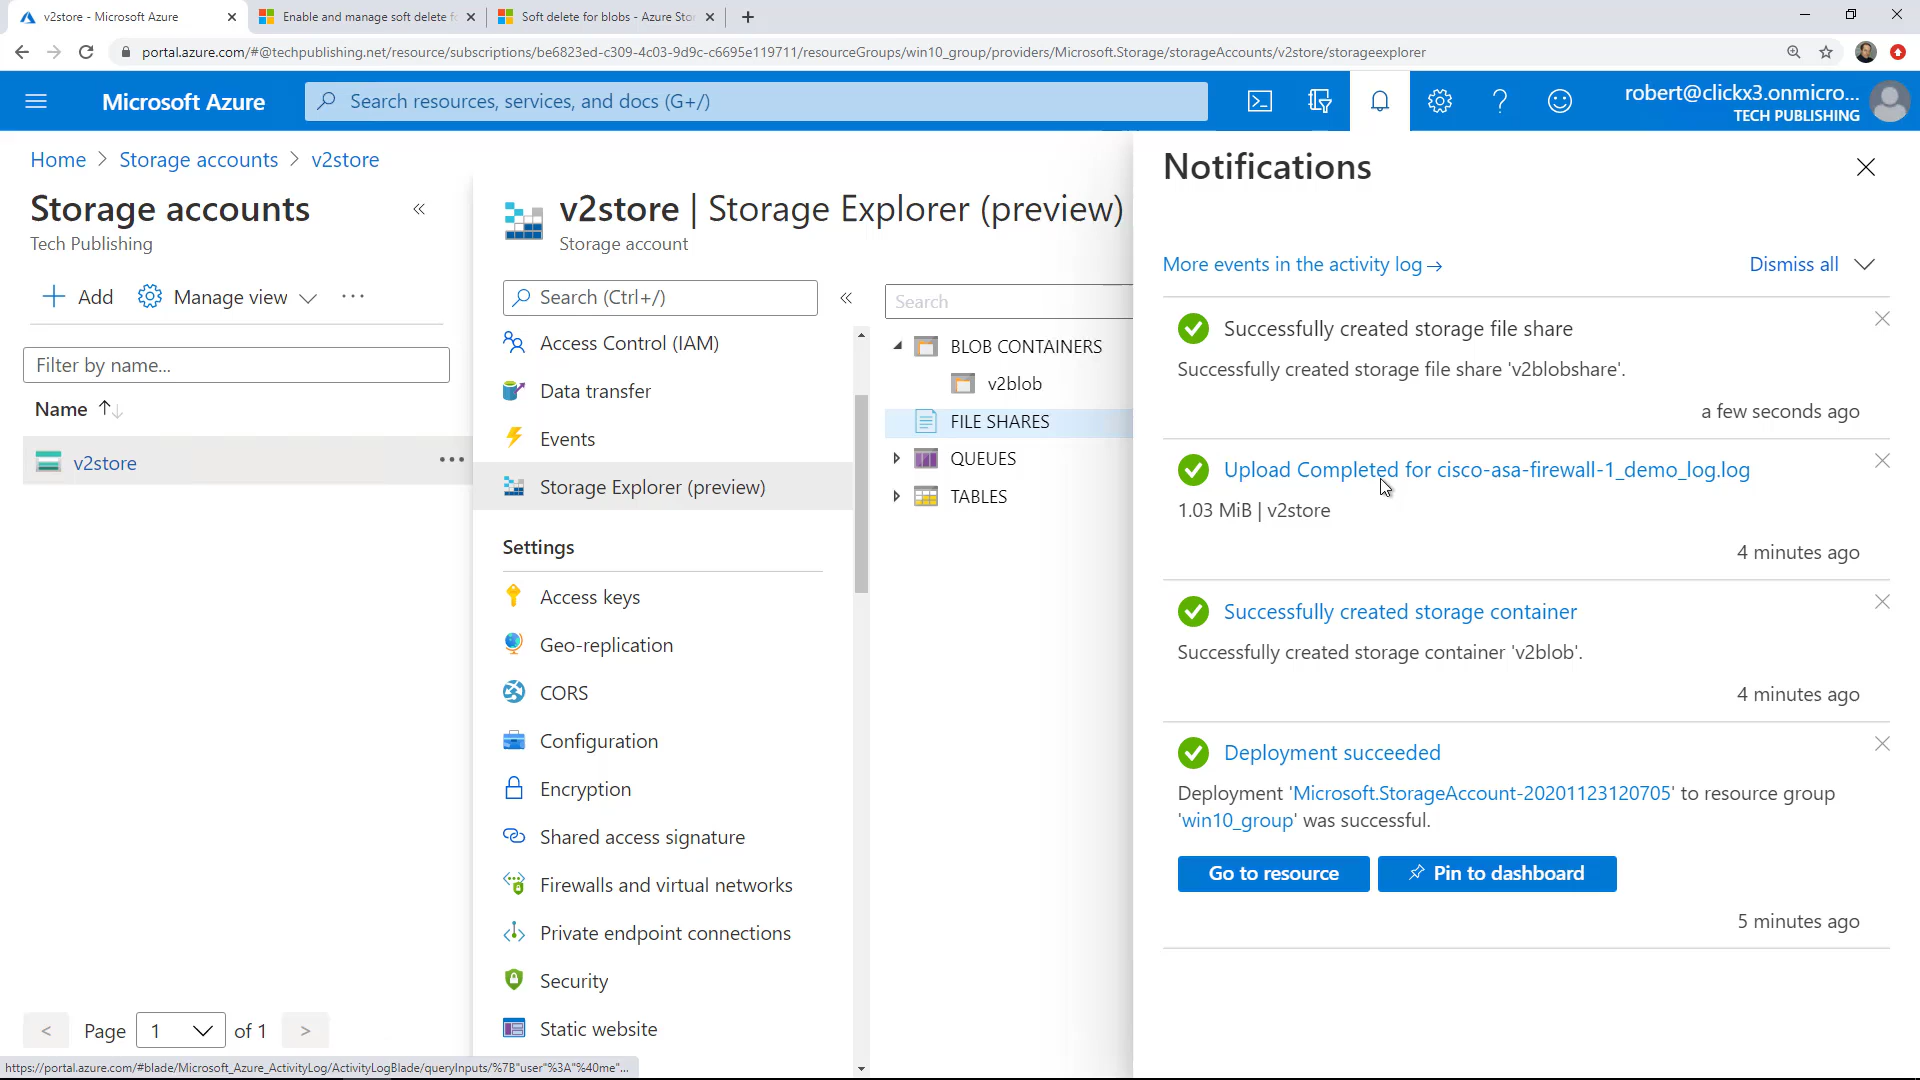 v2store - Microsoft Azure
Enable and manage soft delete fo
Soft delete for blobs - Azure Stor
portal.azure.com/#@techpublishing.net/resource/subscriptions/be6823ed-c309-4c03-9d9c-c6695e119711/resourceGroups/win10_group/providers/Microsoft.Storage/storageAccounts/v2store/storageexplorer
Microsoft Azure
Search resources, services, and docs (G+/)
robert@clickx3.onmicro...
TECH PUBLISHING
Home > Storage accounts > v2store
Storage accounts
Tech Publishing
Add
Manage view
Filter by name...
Name
v2store
< Page 1 of 1 >
https://portal.azure.com/#blade/Microsoft_Azure_ActivityLog/ActivityLogBlade/queryInputs/%7B"user"%3A"%40me"...
v2store | Storage Explorer (preview)
Storage account
Search (Ctrl+/)
Access Control (IAM)
Data transfer
Events
Storage Explorer (preview)
Settings
Access keys
Geo-replication
CORS
Configuration
Encryption
Shared access signature
Firewalls and virtual networks
Private endpoint connections
Security
Static website
Search
BLOB CONTAINERS
v2blob
FILE SHARES
QUEUES
TABLES
Notifications
More events in the activity log →
Dismiss all
Successfully created storage file share
Successfully created storage file share 'v2blobshare'.
a few seconds ago
Upload Completed for cisco-asa-firewall-1_demo_log.log
1.03 MiB | v2store
4 minutes ago
Successfully created storage container
Successfully created storage container 'v2blob'.
4 minutes ago
Deployment succeeded
Deployment 'Microsoft.StorageAccount-20201123120705' to resource group
'win10_group' was successful.
Go to resource
Pin to dashboard
5 minutes ago